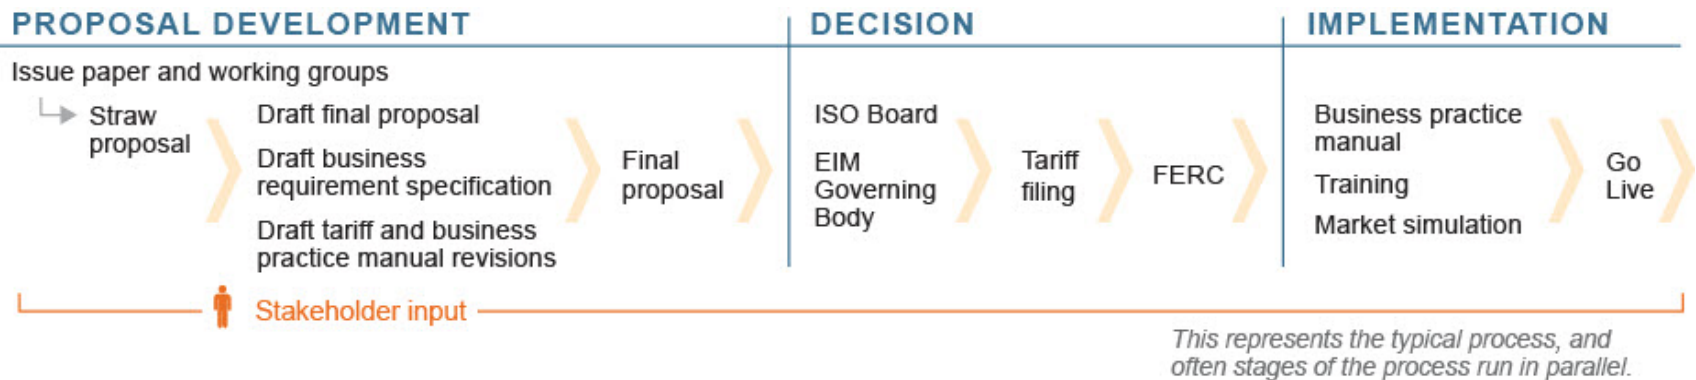 PROPOSAL DEVELOPMENT
Issue paper and working groups
Straw
proposal
Draft final proposal
Draft business
requirement specification
Draft tariff and business
practice manual revisions
Final
proposal
DECISION
ISO Board
EIM
Governing
Body
Tariff
filing
FERC
IMPLEMENTATION
Business practice
manual
Training
Market simulation
Go
Live
Stakeholder input
This represents the typical process, and
often stages of the process run in parallel.